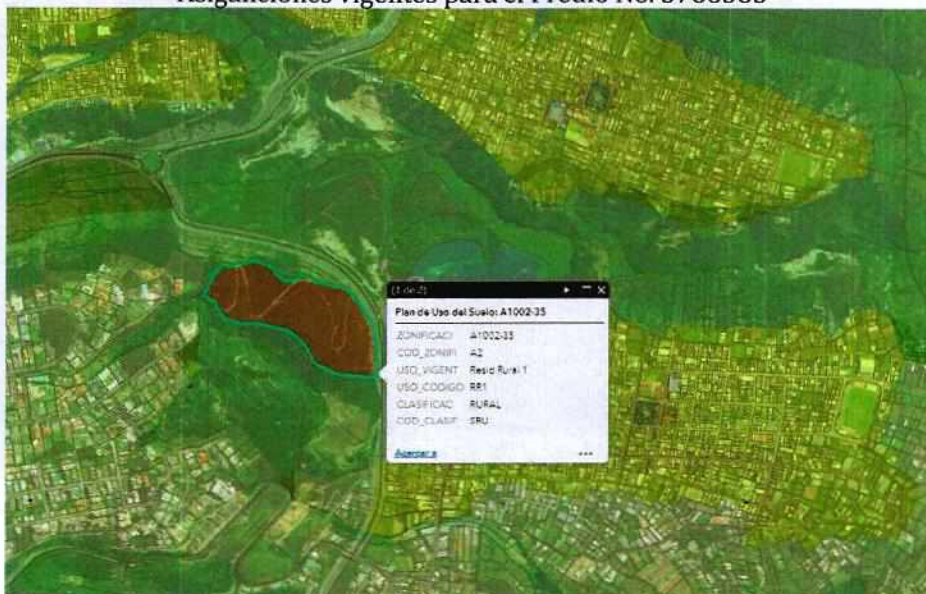 Asignaciones vigentes para el Predio No. 5788305
(1 de 2)
Plan de Uso del Suelo: A1002-35
ZONIFICACI A1002-35
COD_ZONIFI A2
USO_VIGENT Resid Rural 1
USO_CODIGO RR1
CLASIFICAC RURAL
COD_CLASIF SRU
Acercar a